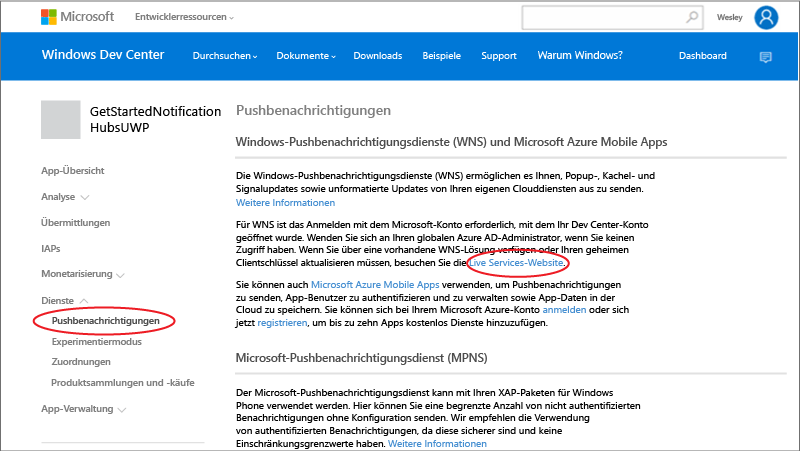 Microsoft Entwicklerressourcen Wesley
Windows Dev Center Durchsuchen Dokumente Downloads Beispiele Support Warum Windows? Dashboard
GetStartedNotification
HubsUWP
App-Übersicht
Analyse
Übermittlungen
IAPs
Monetarisierung
Dienste
Pushbenachrichtigungen
Experimentiermodus
Zuordnungen
Produktsammlungen und -käufe
App-Verwaltung
Pushbenachrichtigungen
Windows-Pushbenachrichtigungsdienste (WNS) und Microsoft Azure Mobile Apps
Die Windows-Pushbenachrichtigungsdienste (WNS) ermöglichen es Ihnen, Popup-, Kachel- und
Signalupdates sowie unformatierte Updates von Ihren eigenen Clouddiensten aus zu senden.
Weitere Informationen
Für WNS ist das Anmelden mit dem Microsoft-Konto erforderlich, mit dem Ihr Dev Center-Konto
geöffnet wurde. Wenden Sie sich an Ihren globalen Azure AD-Administrator, wenn Sie keinen
Zugriff haben. Wenn Sie über eine vorhandene WNS-Lösung verfügen oder Ihren geheimen
Clientschlüssel aktualisieren müssen, besuchen Sie die Live Services-Website.
Sie können auch Microsoft Azure Mobile Apps verwenden, um Pushbenachrichtigungen
zu senden, App-Benutzer zu authentifizieren und zu verwalten sowie App-Daten in der
Cloud zu speichern. Sie können sich bei Ihrem Microsoft Azure-Konto anmelden oder sich
jetzt registrieren, um bis zu zehn Apps kostenlos Dienste hinzuzufügen.
Microsoft-Pushbenachrichtigungsdienst (MPNS)
Der Microsoft-Pushbenachrichtigungsdienst kann mit Ihren XAP-Paketen für Windows
Phone verwendet werden. Hier können Sie eine begrenzte Anzahl von nicht authentifizierten
Benachrichtigungen ohne Konfiguration senden. Wir empfehlen die Verwendung
von authentifizierten Benachrichtigungen, da diese sicherer sind und keine
Einschränkungsgrenzwerte haben. Weitere Informationen